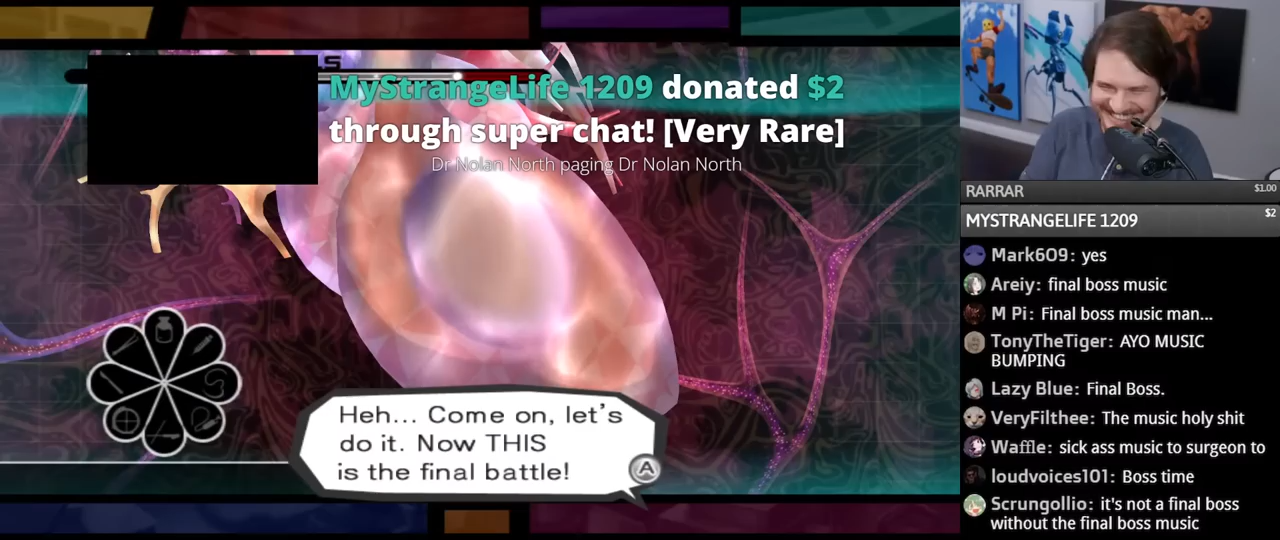 LS
MyStrangeLife 1209 donated $2
through super chat! [Very Rare]
Dr Nolan North paging Dr Nolan North
Heh... Come on, let's
do it. Now THIS
is the final battle!
A
RARRAR $1.00
MYSTRANGELIFE 1209 $2
Mark6O9: yes
Areiy: final boss music
M Pi: Final boss music man...
TonyTheTiger: AYO MUSIC
BUMPING
Lazy Blue: Final Boss.
VeryFilthee: The music holy shit
Waffle: sick ass music to surgeon to
loudvoices101: Boss time
Scrungollio: it's not a final boss
without the final boss music